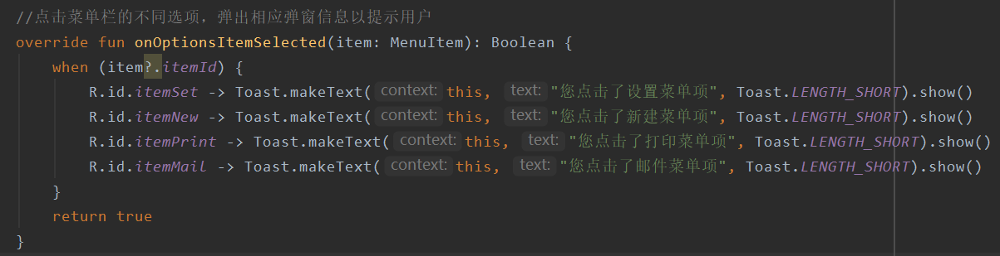 //点击菜单栏的不同选项，弹出相应弹窗信息以提示用户
override fun onOptionsItemSelected(item: MenuItem): Boolean {
    when (item?.itemId) {
        R.id.itemSet -> Toast.makeText( context: this, text: "您点击了设置菜单项", Toast.LENGTH_SHORT).show()
        R.id.itemNew -> Toast.makeText( context: this, text: "您点击了新建菜单项", Toast.LENGTH_SHORT).show()
        R.id.itemPrint -> Toast.makeText( context: this, text: "您点击了打印菜单项", Toast.LENGTH_SHORT).show()
        R.id.itemMail -> Toast.makeText( context: this, text: "您点击了邮件菜单项", Toast.LENGTH_SHORT).show()
    }
    return true
}